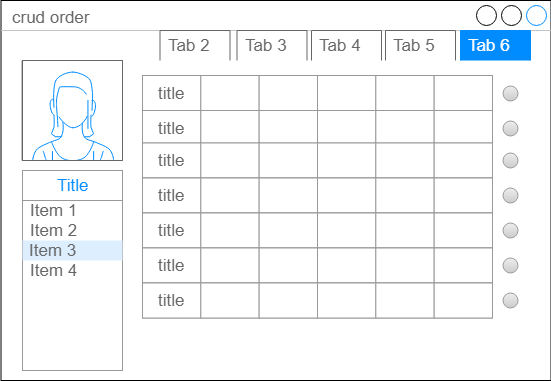 crud order
Tab 2 Tab 3 Tab 4 Tab 5 Tab 6
Title
Item 1
Item 2
Item 3
Item 4
title
title
title
title
title
title
title